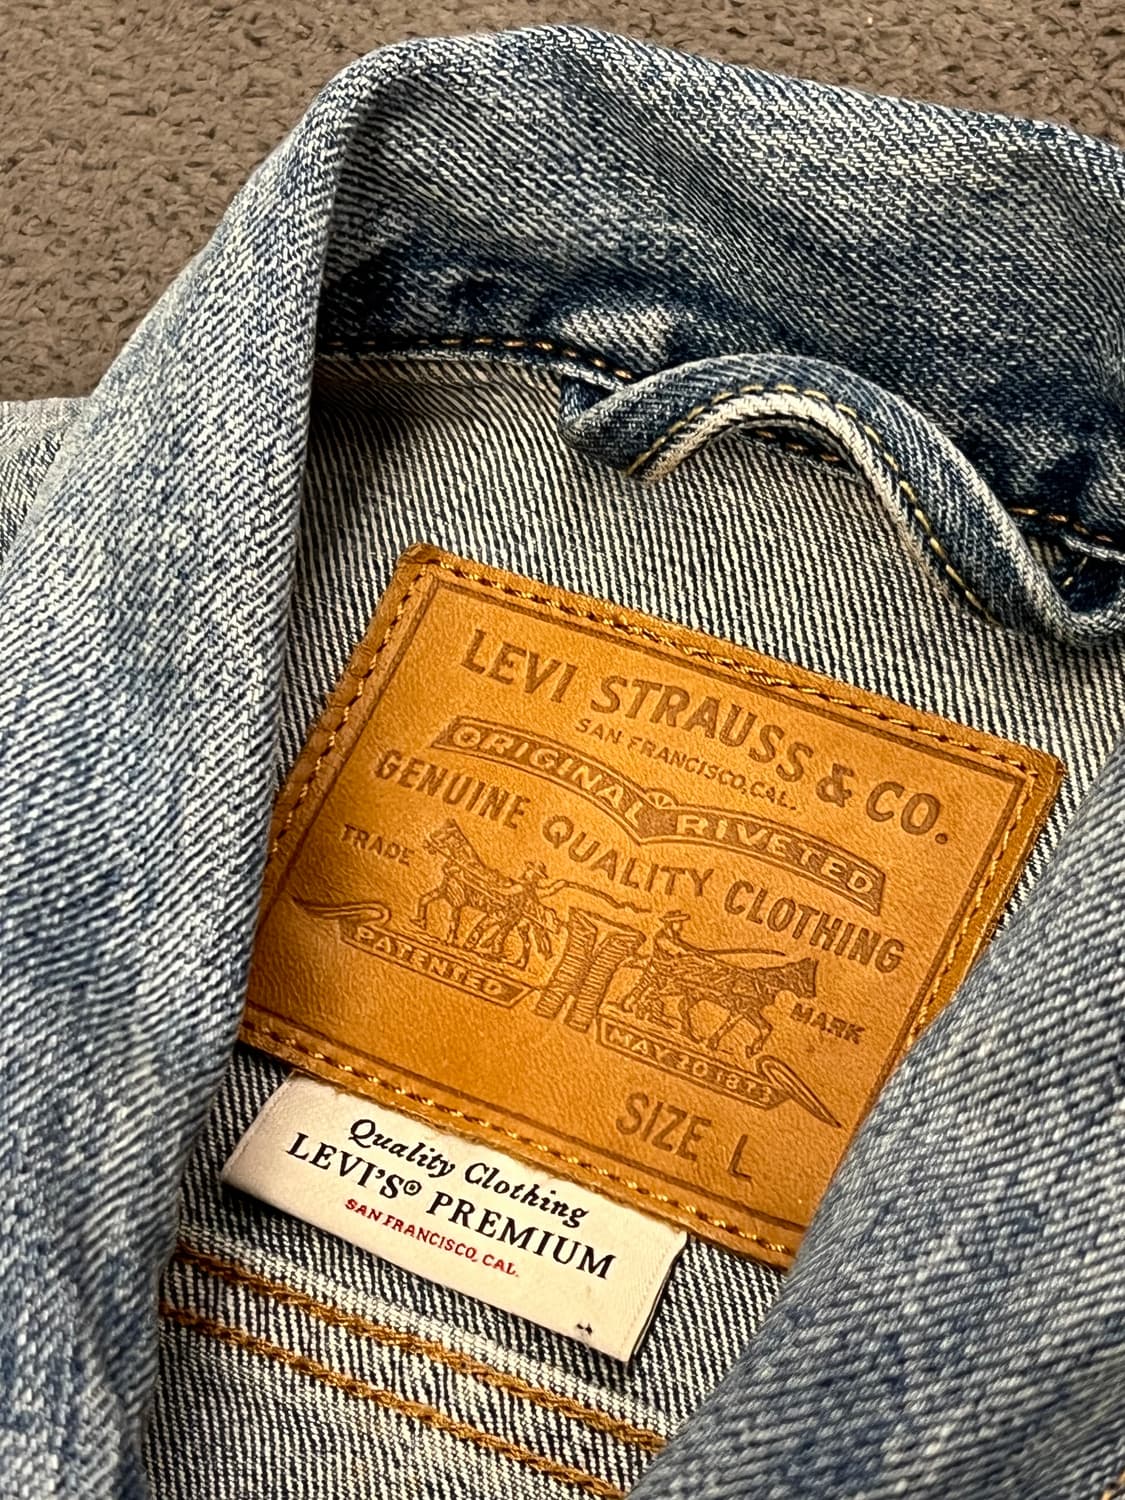 LEVI STRAUSS & CO.
SAN FRANCISCO, CAL.
ORIGINAL RIVETED
GENUINE QUALITY CLOTHING
TRADE MARK
PATENTED
MAY 20 1873
SIZE L
Quality Clothing
LEVI'S® PREMIUM
SAN FRANCISCO, CAL.